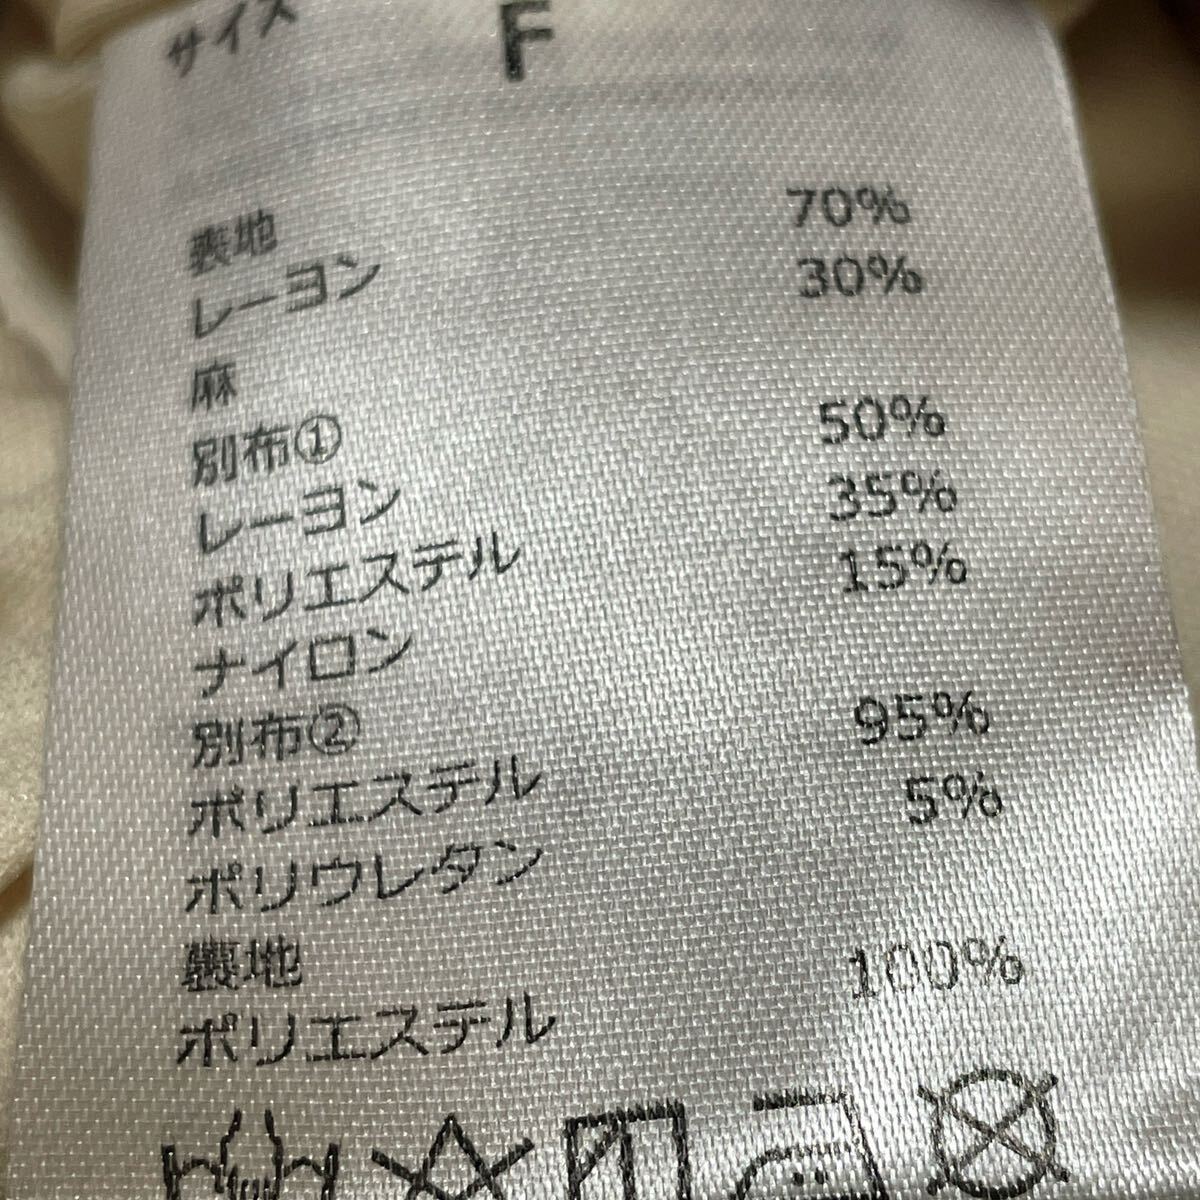 サイズ F
表地
レーヨン 70%
麻 30%
別布①
レーヨン 50%
ポリエステル 35%
ナイロン 15%
別布②
ポリエステル 95%
ポリウレタン 5%
裏地
ポリエステル 100%